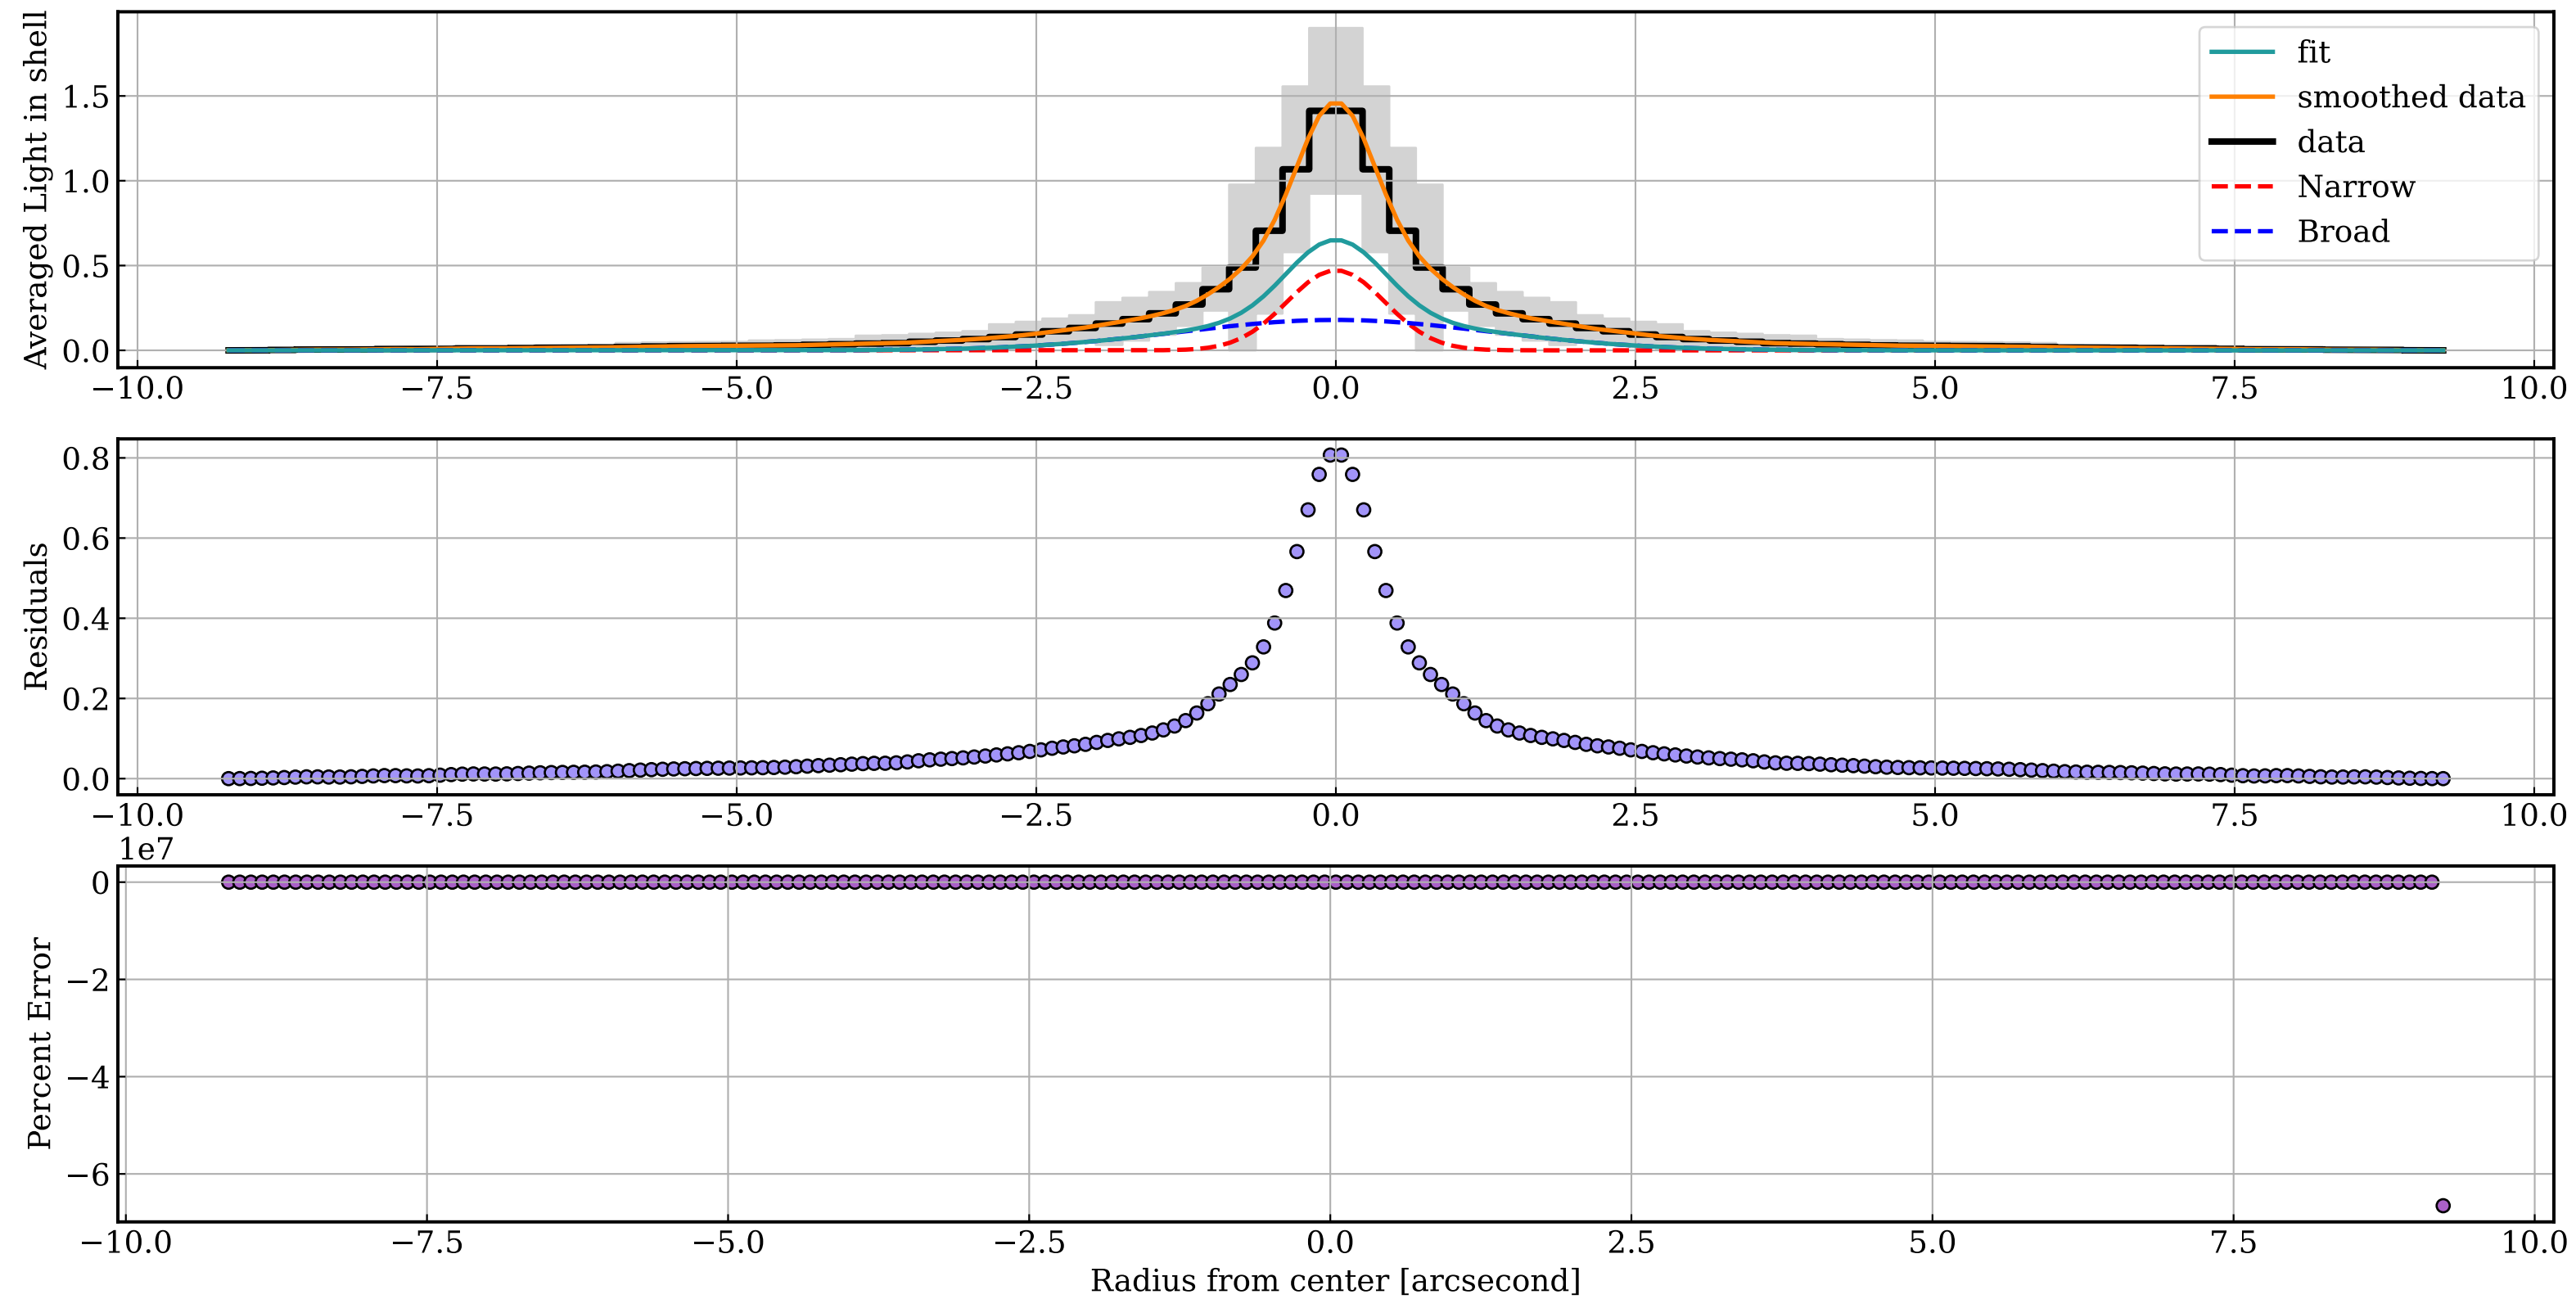 Averaged Light in shell
1.5
1.0
0.5
0.0
fit
smoothed data
data
Narrow
Broad
−10.0 −7.5 −5.0 −2.5 0.0 2.5 5.0 7.5 10.0
Residuals
0.8
0.6
0.4
0.2
0.0
−10.0 −7.5 −5.0 −2.5 0.0 2.5 5.0 7.5 10.0
1e7
Percent Error
0
−2
−4
−6
−10.0 −7.5 −5.0 −2.5 0.0 2.5 5.0 7.5 10.0
Radius from center [arcsecond]